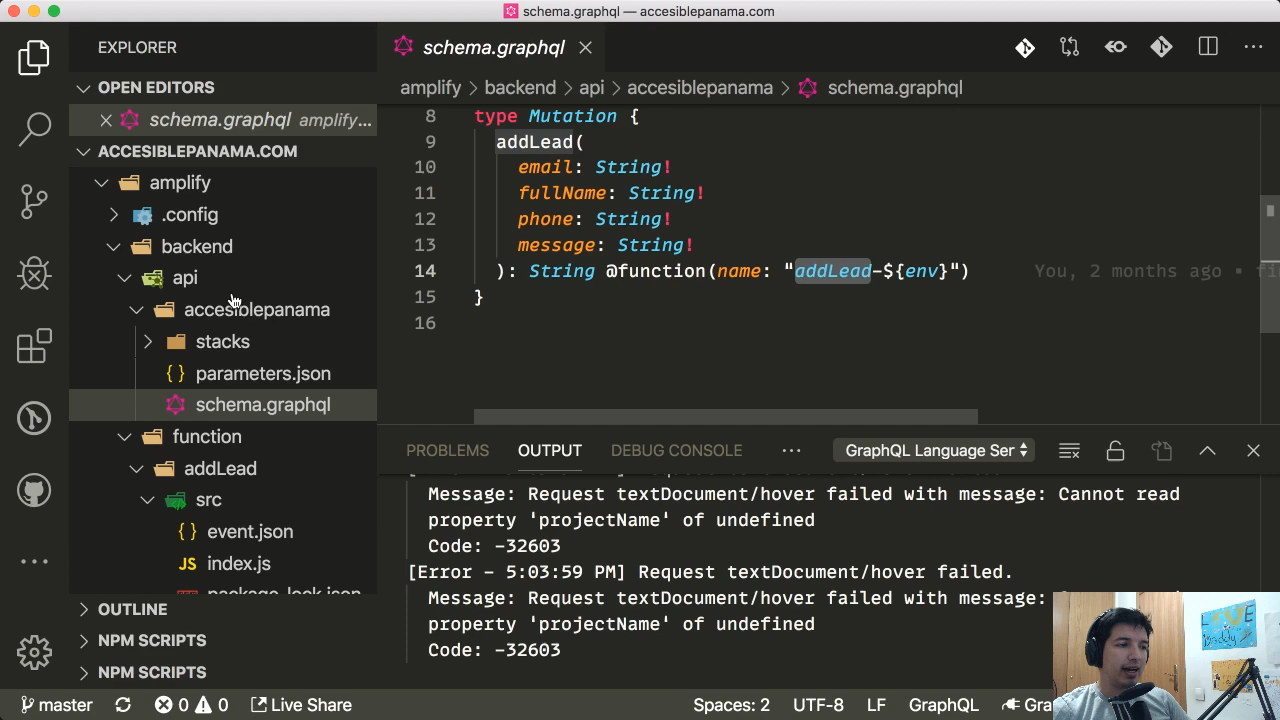 schema.graphql — accesiblepanama.com
EXPLORER
schema.graphql
OPEN EDITORS
schema.graphql amplify...
amplify > backend > api > accesiblepanama > schema.graphql
ACCESIBLEPANAMA.COM
amplify
.config
backend
api
accesiblepanama
stacks
{ } parameters.json
schema.graphql
function
addLead
src
{ } event.json
JS index.js
OUTLINE
NPM SCRIPTS
NPM SCRIPTS
8 type Mutation {
9 addLead(
10 email: String!
11 fullName: String!
12 phone: String!
13 message: String!
14 ): String @function(name: "addLead-${env}") You, 2 months ago • fi
15 }
16
PROBLEMS OUTPUT DEBUG CONSOLE ... GraphQL Language Ser
Message: Request textDocument/hover failed with message: Cannot read
property 'projectName' of undefined
Code: -32603
[Error - 5:03:59 PM] Request textDocument/hover failed.
Message: Request textDocument/hover failed with message:
property 'projectName' of undefined
Code: -32603
LOVE
master 0 0 Live Share Spaces: 2 UTF-8 LF GraphQL Gra